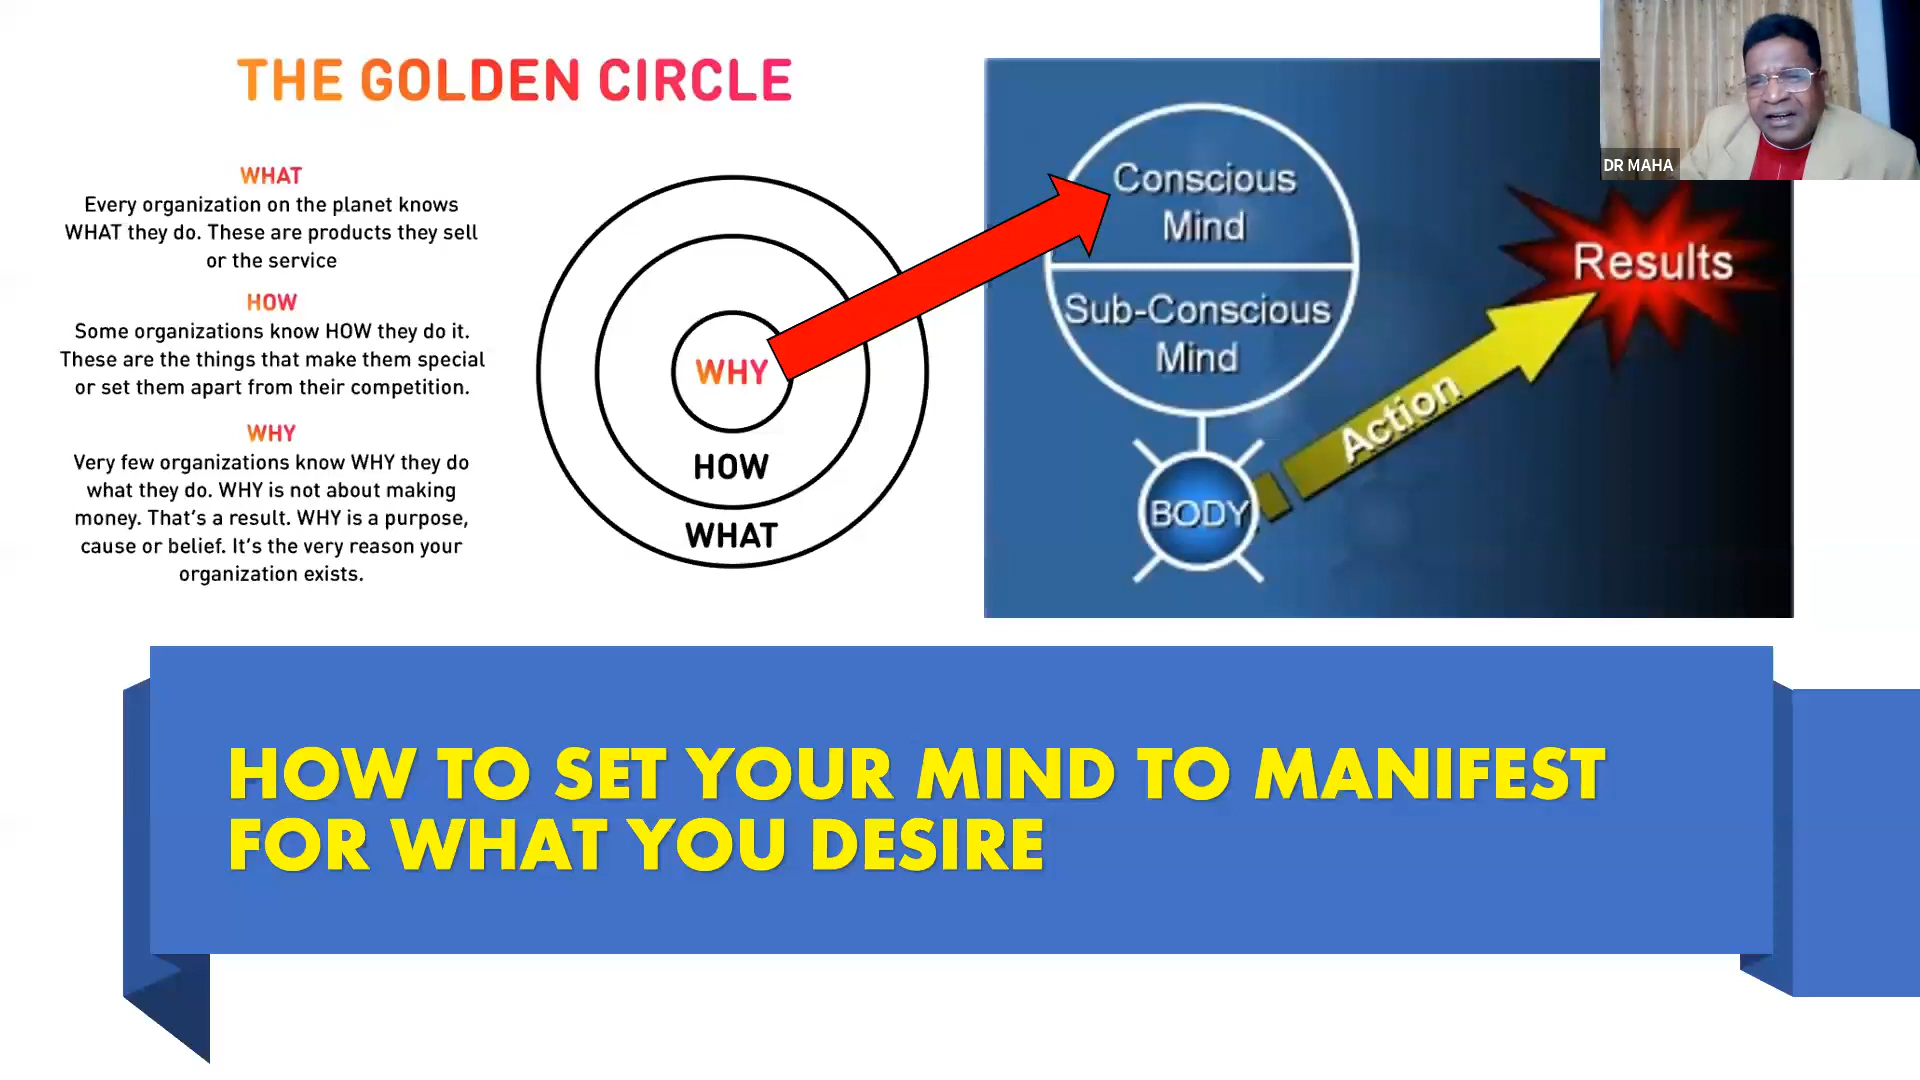 THE GOLDEN CIRCLE
WHAT
Every organization on the planet knows
WHAT they do. These are products they sell
or the service
HOW
Some organizations know HOW they do it.
These are the things that make them special
or set them apart from their competition.
WHY
Very few organizations know WHY they do
what they do. WHY is not about making
money. That's a result. WHY is a purpose,
cause or belief. It's the very reason your
organization exists.
WHY
HOW
WHAT
Conscious
Mind
Sub-Conscious
Mind
BODY
Action
Results
DR MAHA
HOW TO SET YOUR MIND TO MANIFEST
FOR WHAT YOU DESIRE